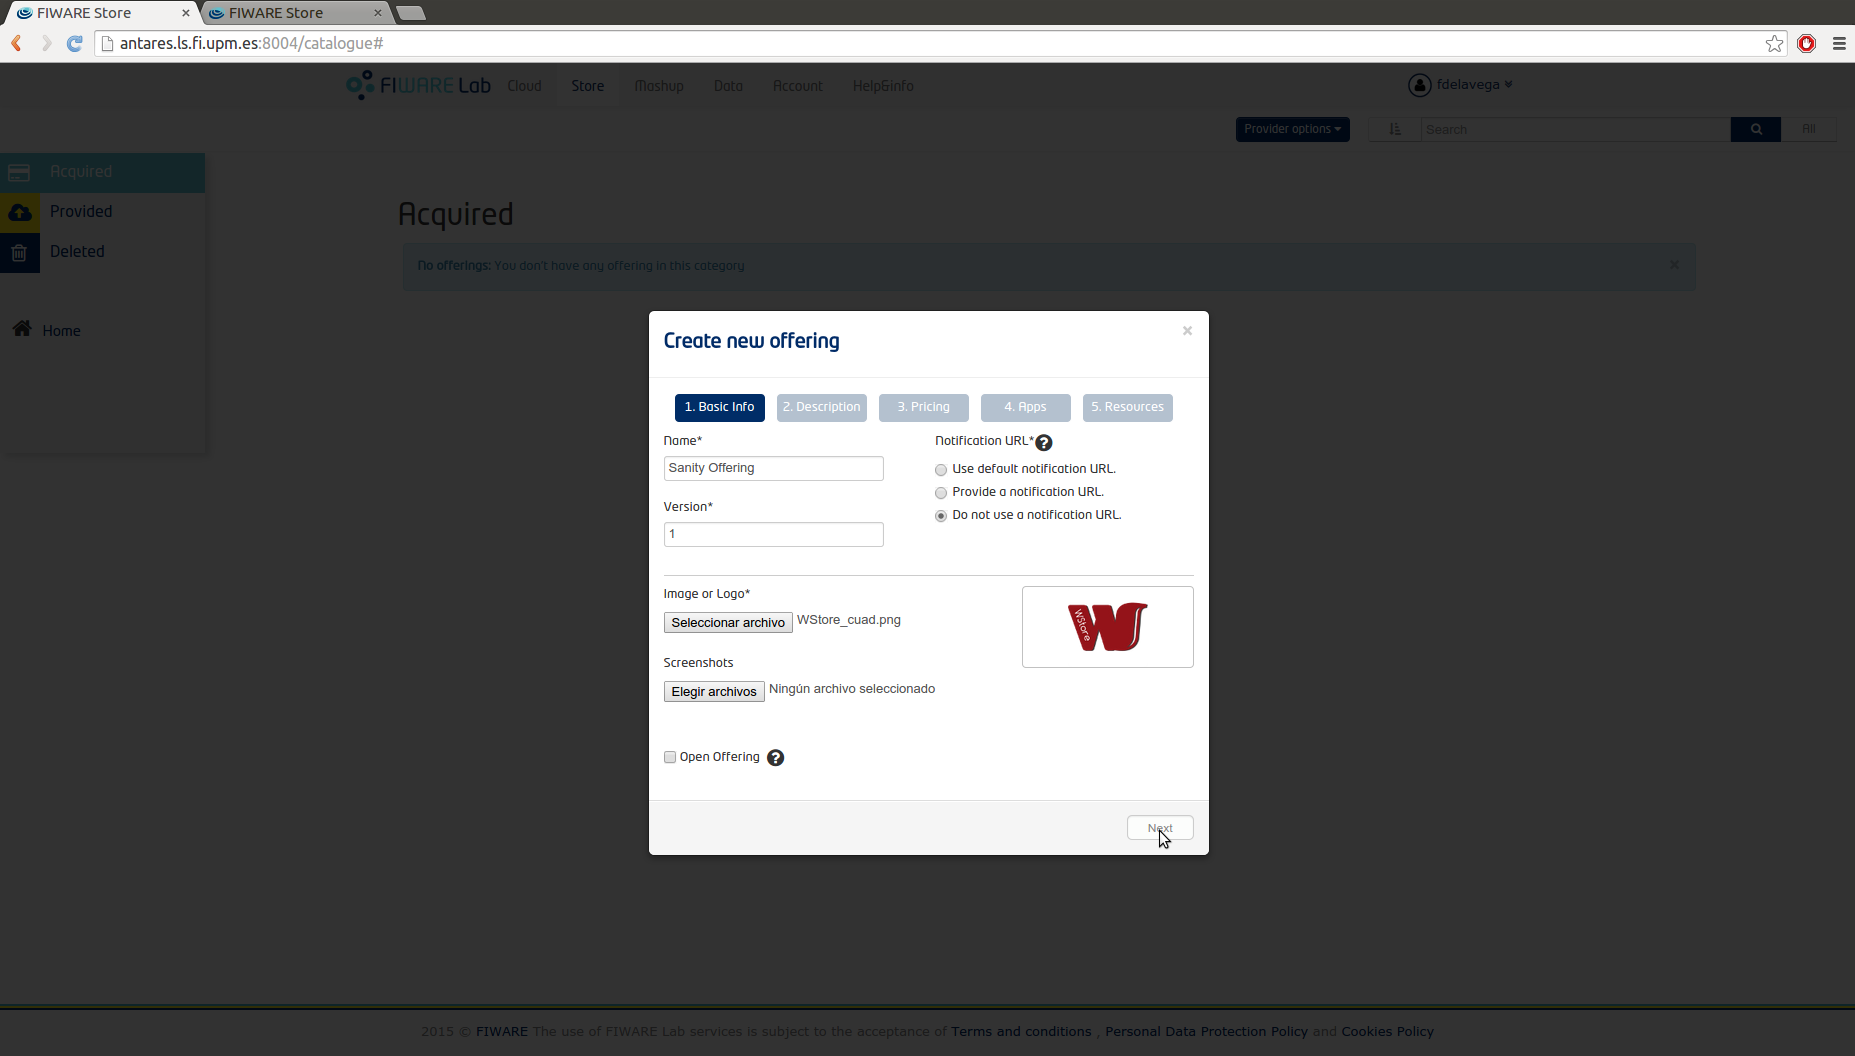 FIWARE Store
FIWARE Store
antares.ls.fi.upm.es:8004/catalogue#
FIWARE Lab Cloud Store Mashup Data Account Help&info fdelavega
Provider options Search All
Acquired
Provided
Deleted
Home
Acquired
No offerings: You don't have any offering in this category ×
Create new offering ×
1. Basic Info 2. Description 3. Pricing 4. Apps 5. Resources
Name*
Sanity Offering
Version*
1
Notification URL* ?
Use default notification URL.
Provide a notification URL.
Do not use a notification URL.
Image or Logo*
Seleccionar archivo WStore_cuad.png
WStore
W
Screenshots
Elegir archivos Ningún archivo seleccionado
Open Offering ?
Next
2015 © FIWARE The use of FIWARE Lab services is subject to the acceptance of Terms and conditions , Personal Data Protection Policy and Cookies Policy